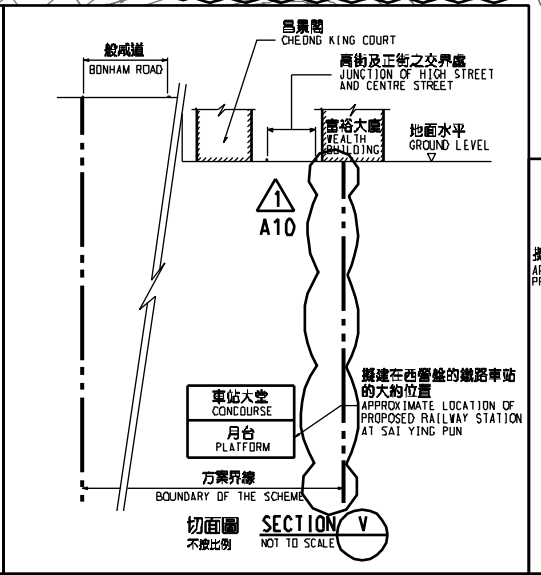 般咸道
BONHAM ROAD
昌景閣
CHEONG KING COURT
高街及正街之交界處
JUNCTION OF HIGH STREET
AND CENTRE STREET
富裕大廈
WEALTH
BUILDING
地面水平
GROUND LEVEL
1
A10
車站大堂
CONCOURSE
月台
PLATFORM
擬建在西營盤的鐵路車站
的大約位置
APPROXIMATE LOCATION OF
PROPOSED RAILWAY STATION
AT SAI YING PUN
方案界線
BOUNDARY OF THE SCHEME
切面圖 SECTION V
不按比例 NOT TO SCALE